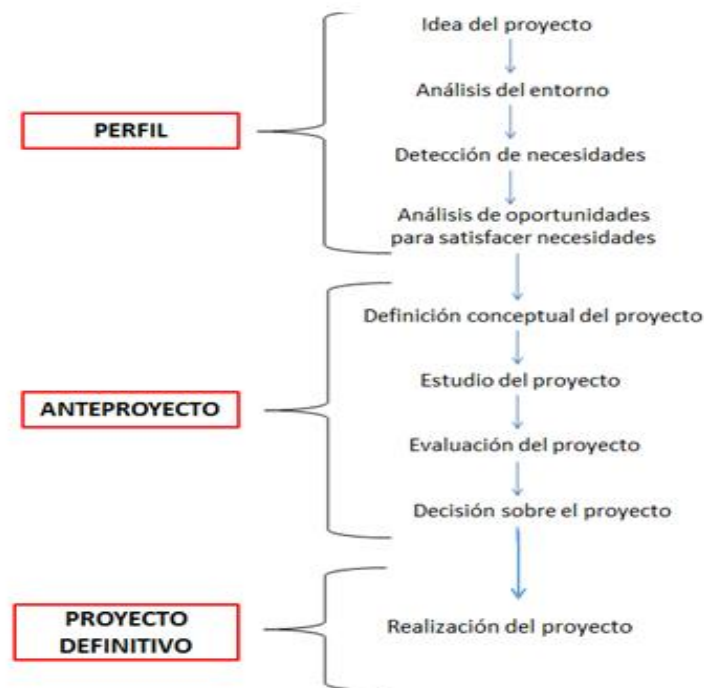 Idea del proyecto
Análisis del entorno
PERFIL
Detección de necesidades
Análisis de oportunidades
para satisfacer necesidades
Definición conceptual del proyecto
Estudio del proyecto
ANTEPROYECTO
Evaluación del proyecto
Decisión sobre el proyecto
PROYECTO
DEFINITIVO
Realización del proyecto